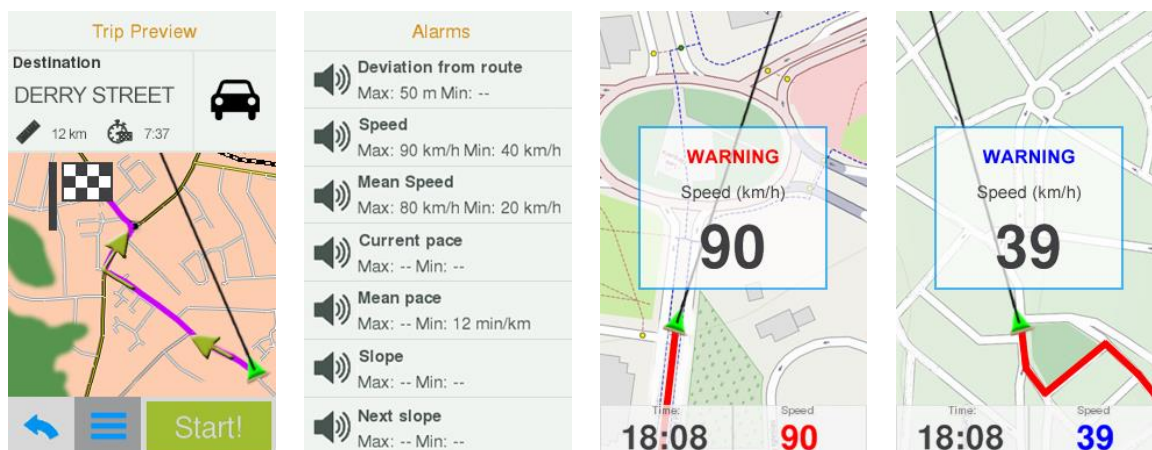 Trip Preview
Destination
DERRY STREET
12 km 7:37
Start!
Alarms
Deviation from route
Max: 50 m Min: --
Speed
Max: 90 km/h Min: 40 km/h
Mean Speed
Max: 80 km/h Min: 20 km/h
Current pace
Max: -- Min: --
Mean pace
Max: -- Min: 12 min/km
Slope
Max: -- Min: --
Next slope
Max: -- Min: --
WARNING
Speed (km/h)
90
Time: Speed
18:08 90
WARNING
Speed (km/h)
39
Time: Speed
18:08 39